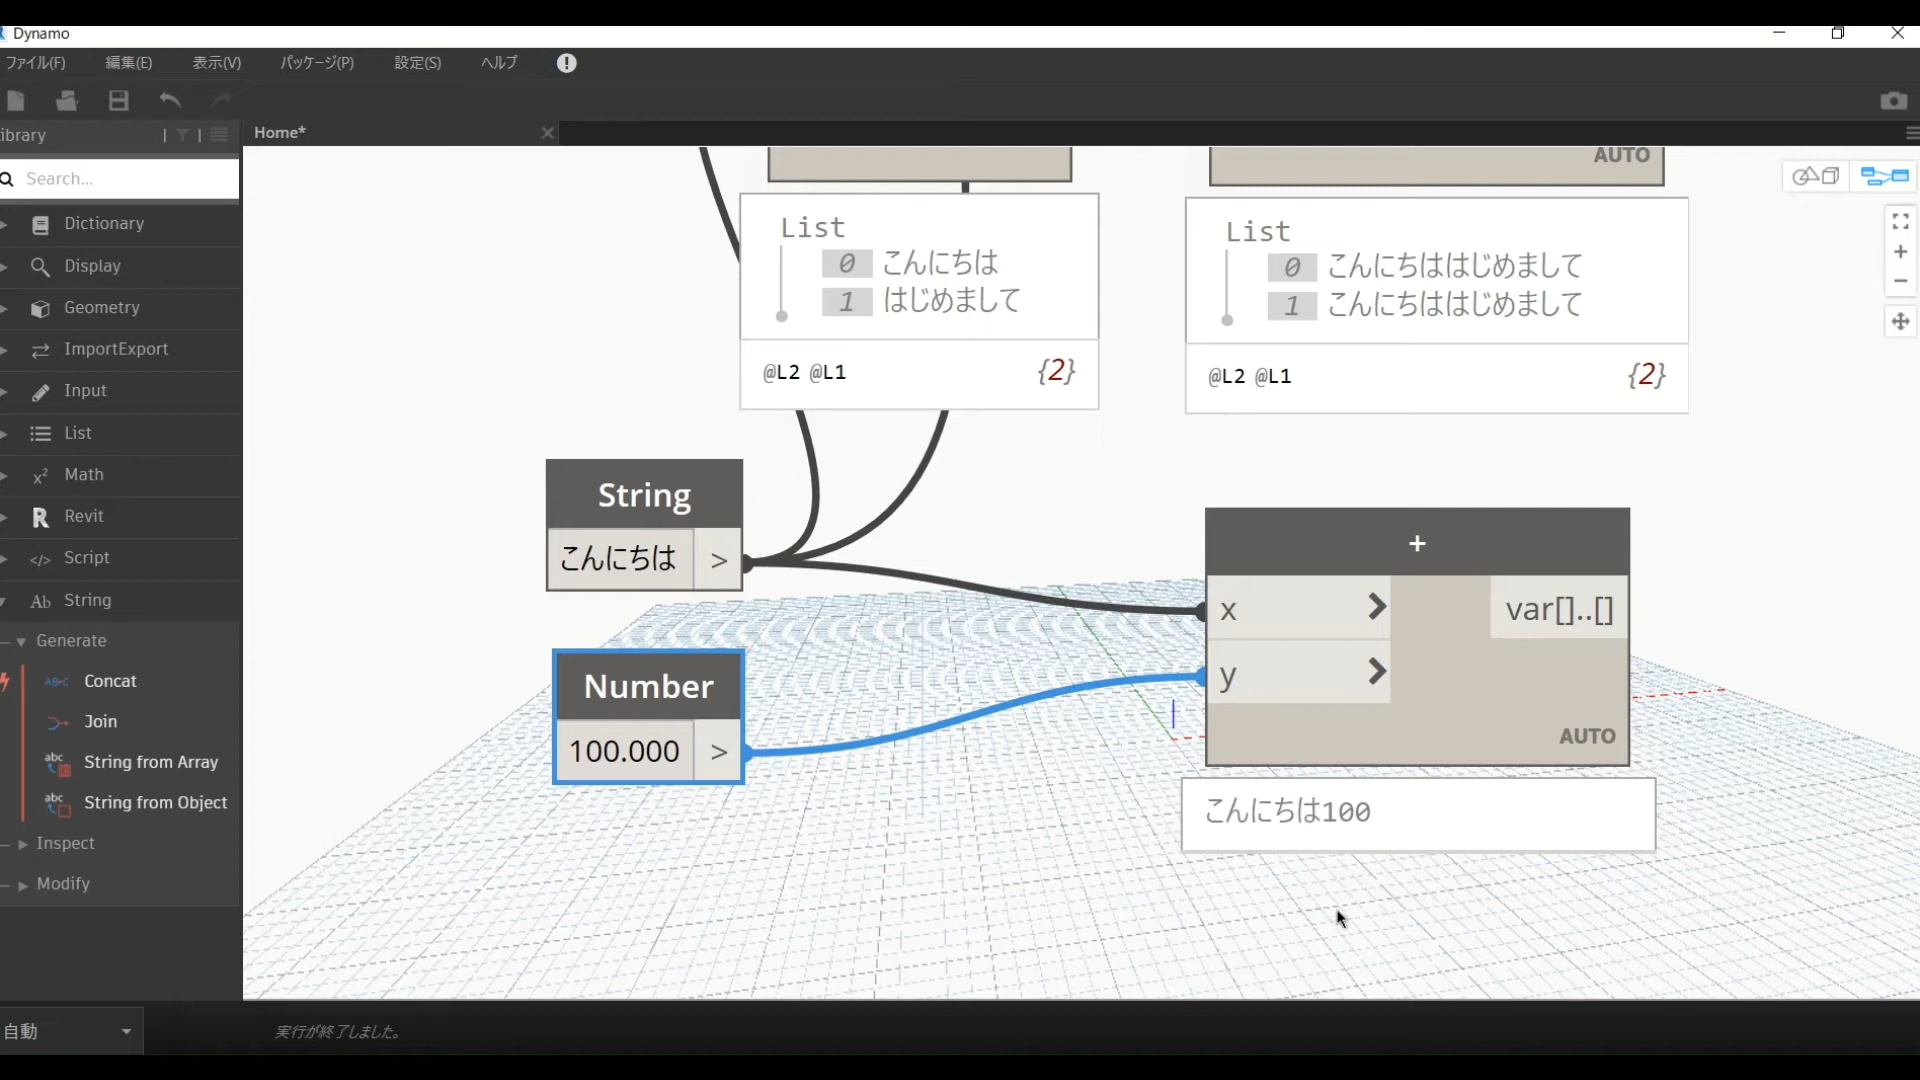 Dynamo
ファイル(F) 編集(E) 表示(V) パッケージ(P) 設定(S) ヘルプ
ibrary
Home*
Search...
Dictionary
Display
Geometry
ImportExport
Input
List
Math
Revit
Script
String
Generate
Concat
Join
String from Array
String from Object
Inspect
Modify
AUTO
List
0 こんにちは
1 はじめまして
@L2 @L1 {2}
List
0 こんにちははじめまして
1 こんにちははじめまして
@L2 @L1 {2}
String
こんにちは >
Number
100.000 >
+
x var[]..[]
y
AUTO
こんにちは100
自動
実行が終了しました。